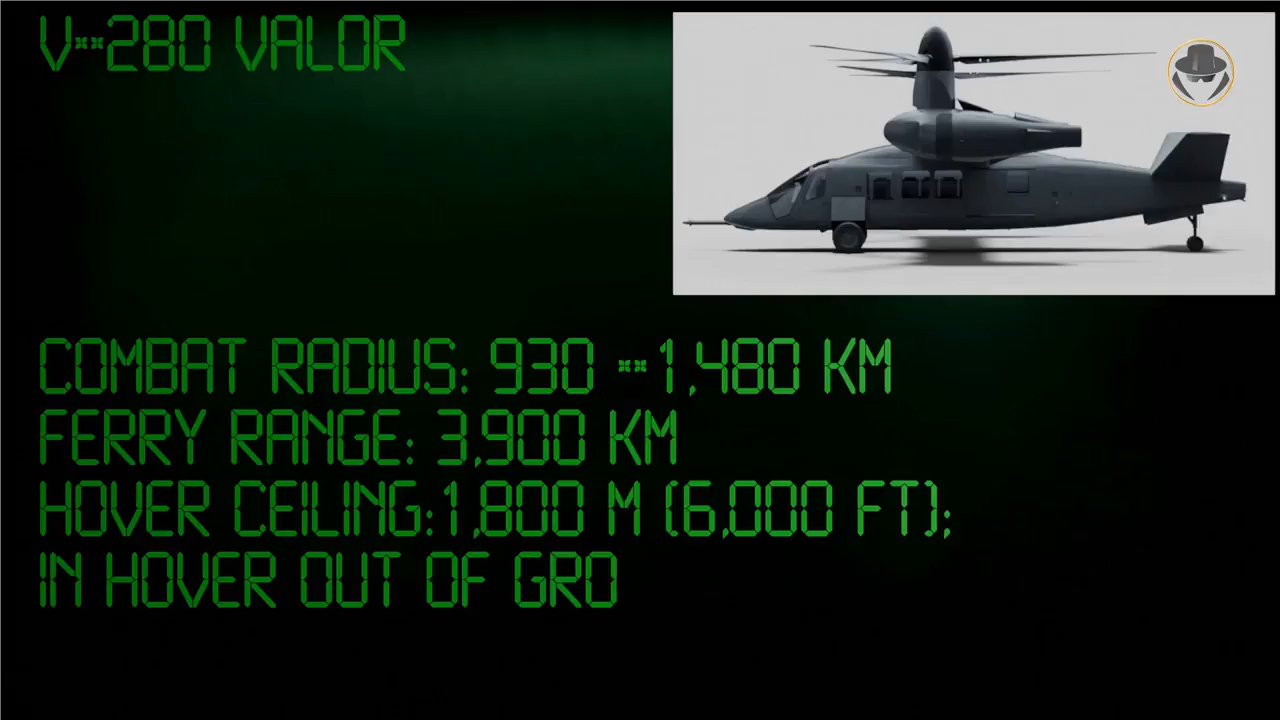 V-280 VALOR
COMBAT RADIUS: 930 -1,480 KM
FERRY RANGE: 3,900 KM
HOVER CEILING:1,800 M (6,000 FT);
IN HOVER OUT OF GRO